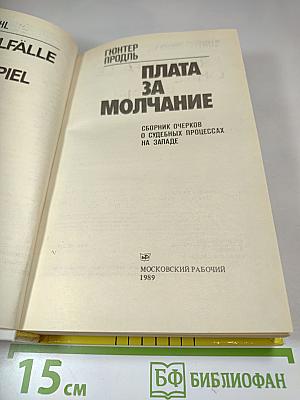 HL
LFÄLLE
PIEL
ГЮНТЕР
ПРОДЛЬ
ПЛАТА
ЗА
МОЛЧАНИЕ
СБОРНИК ОЧЕРКОВ
О СУДЕБНЫХ ПРОЦЕССАХ
НА ЗАПАДЕ
МОСКОВСКИЙ РАБОЧИЙ
1989
15 см
БФ БИБЛИОФАН